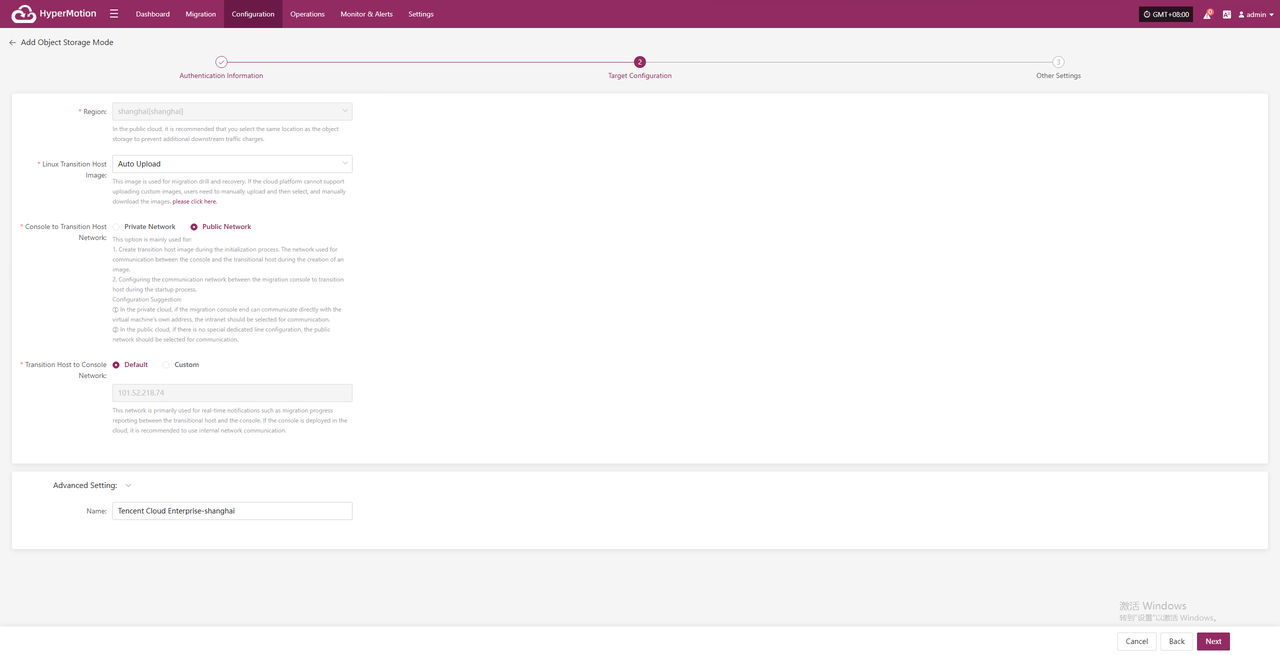 HyperMotion
Dashboard
Migration
Configuration
Operations
Monitor & Alerts
Settings
GMT+08:00
admin
Add Object Storage Mode
Authentication Information
2
Target Configuration
3
Other Settings
* Region:
shanghai(shanghai)
In the public cloud, it is recommended that you select the same location as the object
storage to prevent additional downstream traffic charges.
* Linux Transition Host
Image:
Auto Upload
This image is used for migration drill and recovery. If the cloud platform cannot support
uploading custom images, users need to manually upload and then select, and manually
download the images. please click here.
* Console to Transition Host
Network:
Private Network
Public Network
This option is mainly used for:
1. Create transition host image during the initialization process. The network used for
communication between the console and the transitional host during the creation of an
image.
2. Configuring the communication network between the migration console to transition
host during the startup process.
Configuration Suggestion:
① In the private cloud, if the migration console end can communicate directly with the
virtual machine's own address, the intranet should be selected for communication.
② In the public cloud, if there is no special dedicated line configuration, the public
network should be selected for communication.
* Transition Host to Console
Network:
Default
Custom
101.52.218.74
This network is primarily used for real-time notifications such as migration progress
reporting between the transitional host and the console. If the console is deployed in the
cloud, it is recommended to use internal network communication.
Advanced Setting:
Name:
Tencent Cloud Enterprise-shanghai
激活 Windows
转到"设置"以激活 Windows。
Cancel
Back
Next